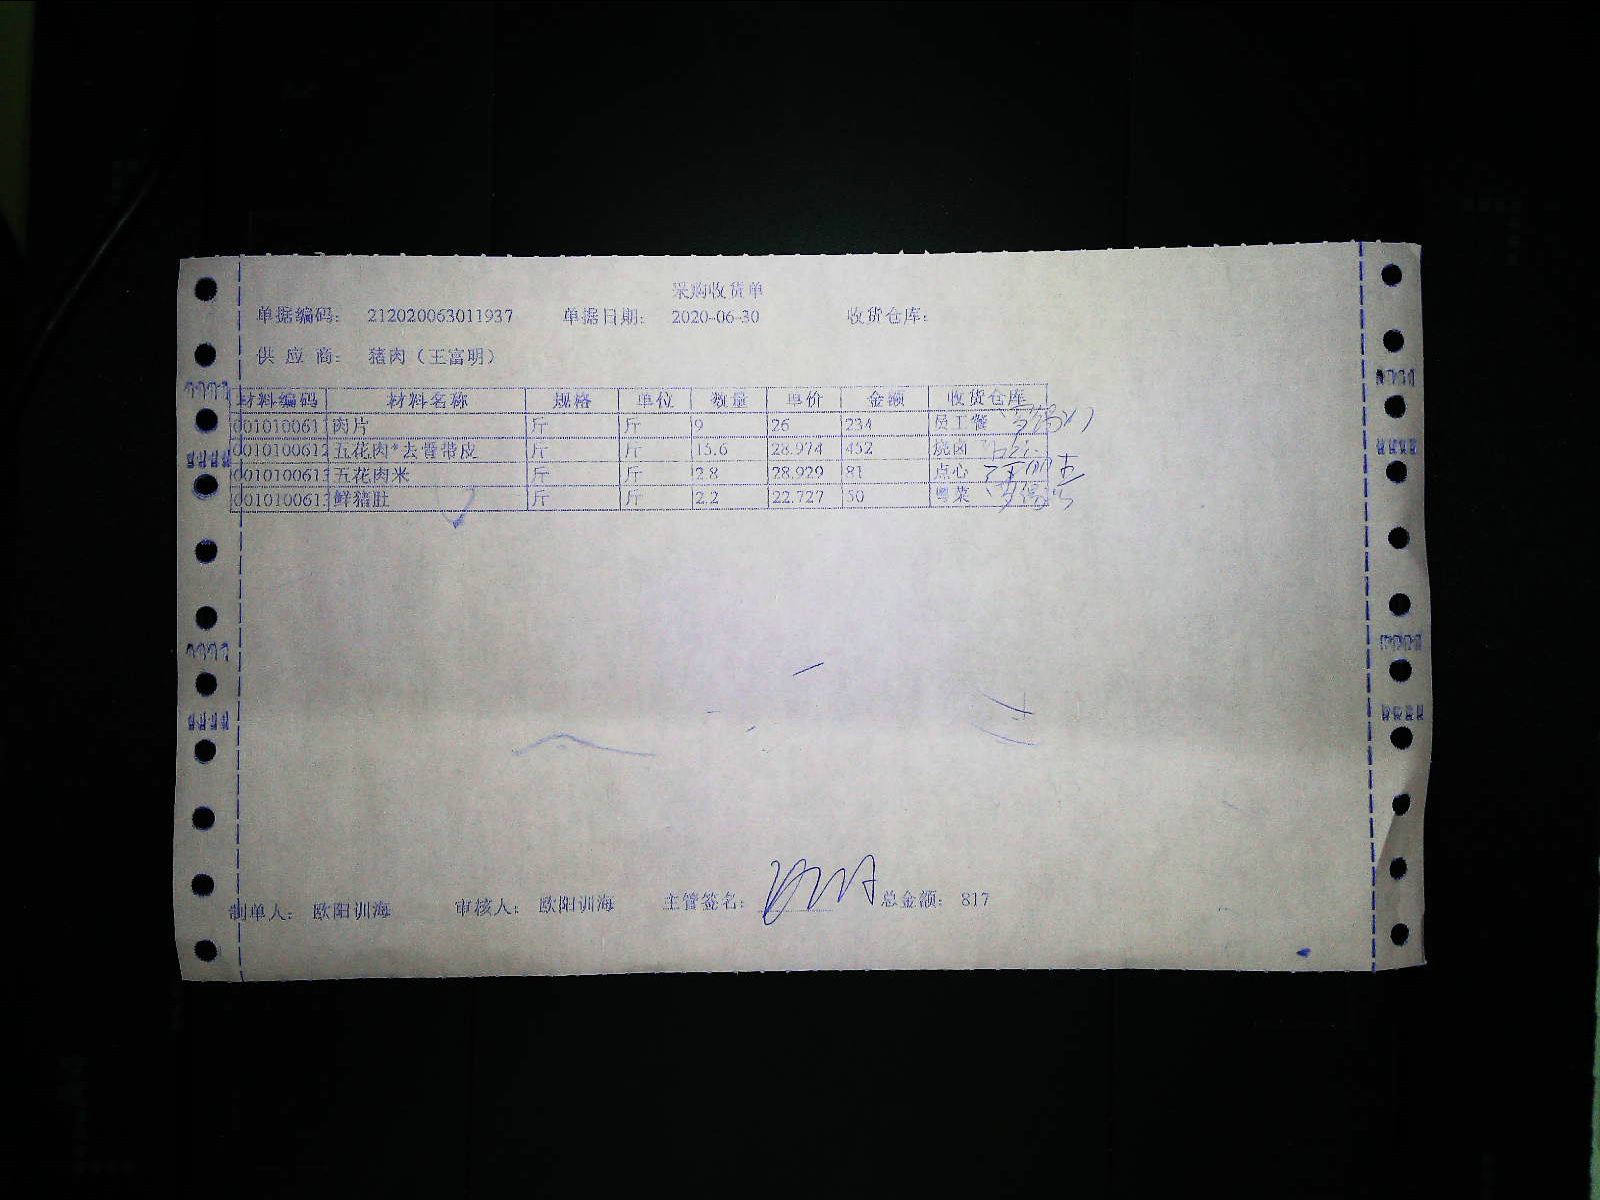 采购收货单
单据编码: 212020063011937 单据日期: 2020-06-30 收货仓库:
供应商: 猪肉(王富明)
材料编码 材料名称 规格 单位 数量 单价 金额 收货仓库
0010100611 肉片 斤 斤 9 26 234 员工餐
0010100612 五花肉*去骨带皮 斤 斤 15.6 28.974 452 烧卤
0010100613 五花肉米 斤 斤 2.8 28.929 81 点心
001010061 鲜猪肚 斤 斤 2.2 22.727 50 粤菜
制单人: 欧阳训海 审核人: 欧阳训海 主管签名: 总金额: 817